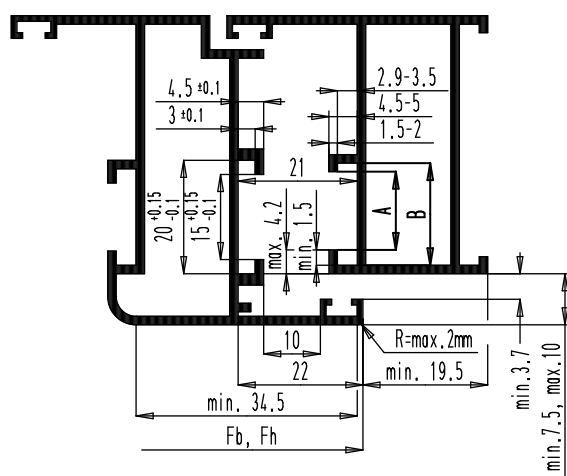 4.5 ±0.1
3 ±0.1
2.9-3.5
4.5-5
1.5-2
21
20 +0.15 -0.1
15 +0.15 -0.1
max. 4.2
min. 1.5
A
B
10
R=max.2mm
22
min. 19.5
min. 34.5
Fb, Fh
min.3.7
min.7.5, max.10